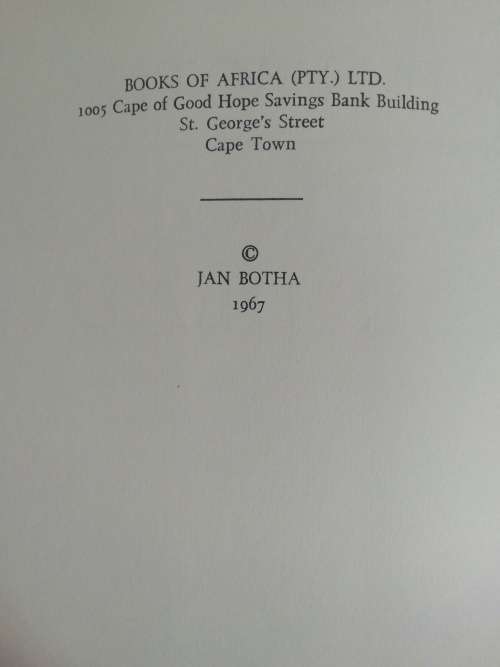 BOOKS OF AFRICA (PTY.) LTD.
1005 Cape of Good Hope Savings Bank Building
St. George's Street
Cape Town
©
JAN BOTHA
1967